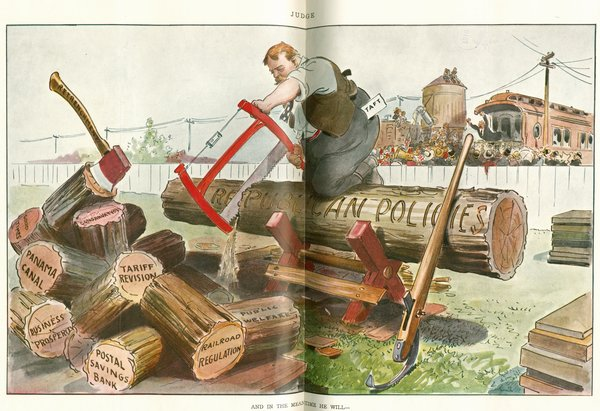 JUDGE
TAFT
REPUBLICAN POLICIES
CONSERVATION
PANAMA
CANAL
TARIFF
REVISION
BUSINESS
PROSPERITY
PUBLIC
WELFARE
RAILROAD
REGULATION
POSTAL
SAVINGS
BANK
AND IN THE MEANTIME HE WILL—